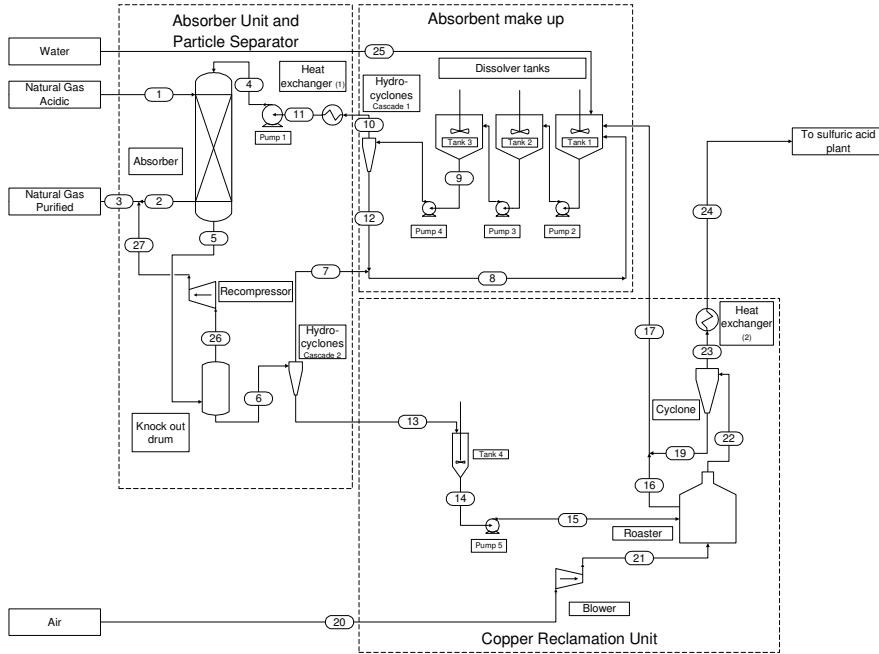 Absorber Unit and
Particle Separator
Absorbent make up
Water
25
Natural Gas
Acidic
1
4
Heat
exchanger (1)
Hydro-
cyclones
Cascade 1
Dissolver tanks
11
10
Pump 1
Tank 3
Tank 2
Tank 1
To sulfuric acid
plant
Absorber
9
Natural Gas
Purified
3
2
12
24
Pump 4
Pump 3
Pump 2
5
27
7
8
Recompressor
Heat
exchanger
(2)
17
26
Hydro-
cyclones
Cascade 2
23
Cyclone
6
13
22
Knock out
drum
Tank 4
19
16
14
15
Roaster
Pump 5
21
Blower
Air
20
Copper Reclamation Unit